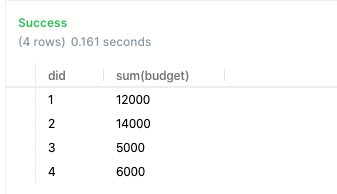 Success
(4 rows) 0.161 seconds
did sum(budget)
1 12000
2 14000
3 5000
4 6000